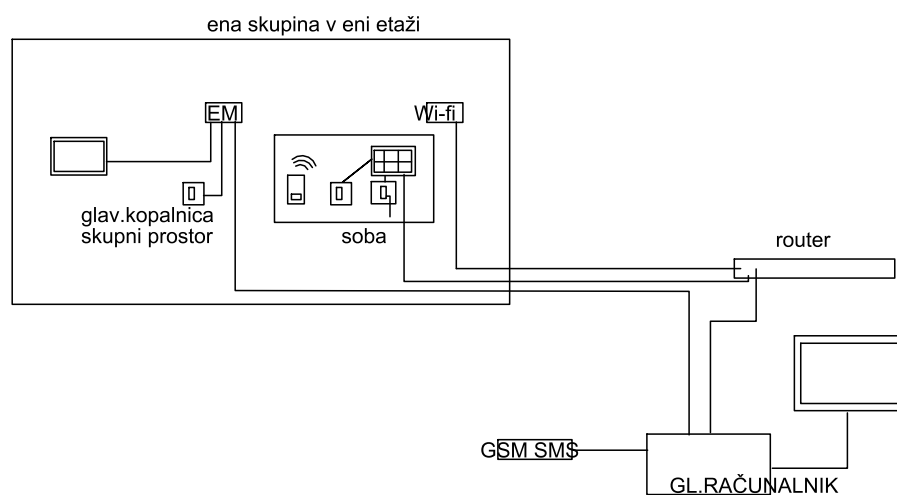 ena skupina v eni etaži
EM
Wi-fi
glav.kopalnica
skupni prostor
soba
router
GSM SMS
GL.RAČUNALNIK